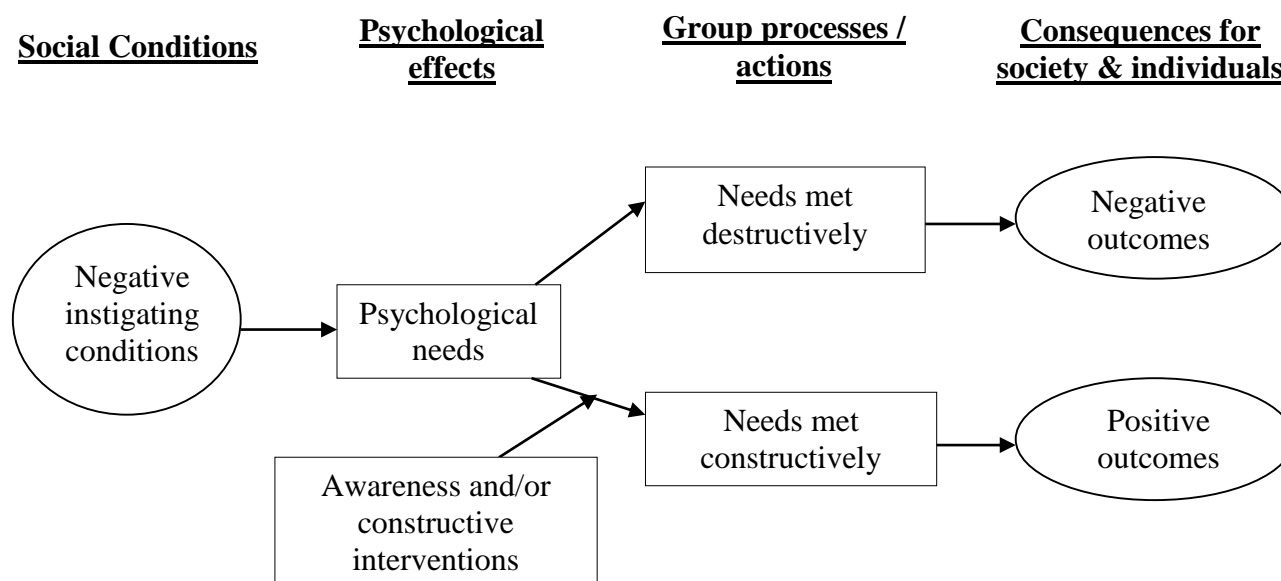 Social Conditions
Psychological
effects
Group processes /
actions
Consequences for
society & individuals
Negative
instigating
conditions
Psychological
needs
Needs met
destructively
Negative
outcomes
Needs met
constructively
Positive
outcomes
Awareness and/or
constructive
interventions